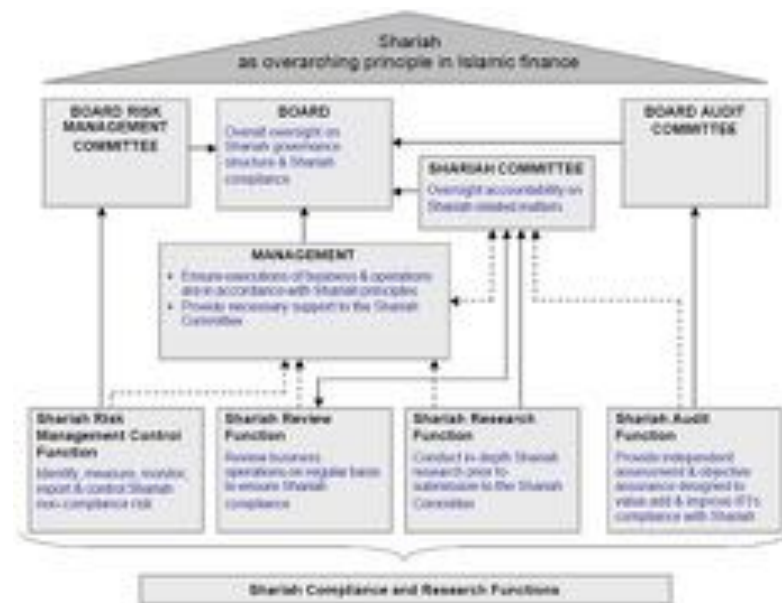 Shariah
as overarching principle in Islamic finance
BOARD RISK
MANAGEMENT
COMMITTEE
BOARD
Overall oversight on
Shariah governance
structure & Shariah
compliance
BOARD AUDIT
COMMITTEE
SHARIAH COMMITTEE
Oversight accountability on
Shariah related matters
MANAGEMENT
• Ensure executions of business & operations
are in accordance with Shariah principles
• Provide necessary support to the Shariah
Committee
Shariah Risk
Management Control
Function
Identify, measure, monitor,
report & control Shariah
non-compliance risk
Shariah Review
Function
Review business
operations on regular basis to
ensure Shariah
compliance
Shariah Research
Function
Conduct in-depth Shariah
research prior to
submission to the Shariah
Committee
Shariah Audit
Function
Provide independent
assessment & objective
assurance designed to
value add & improve IFI's
compliance with Shariah
Shariah Compliance and Research Functions